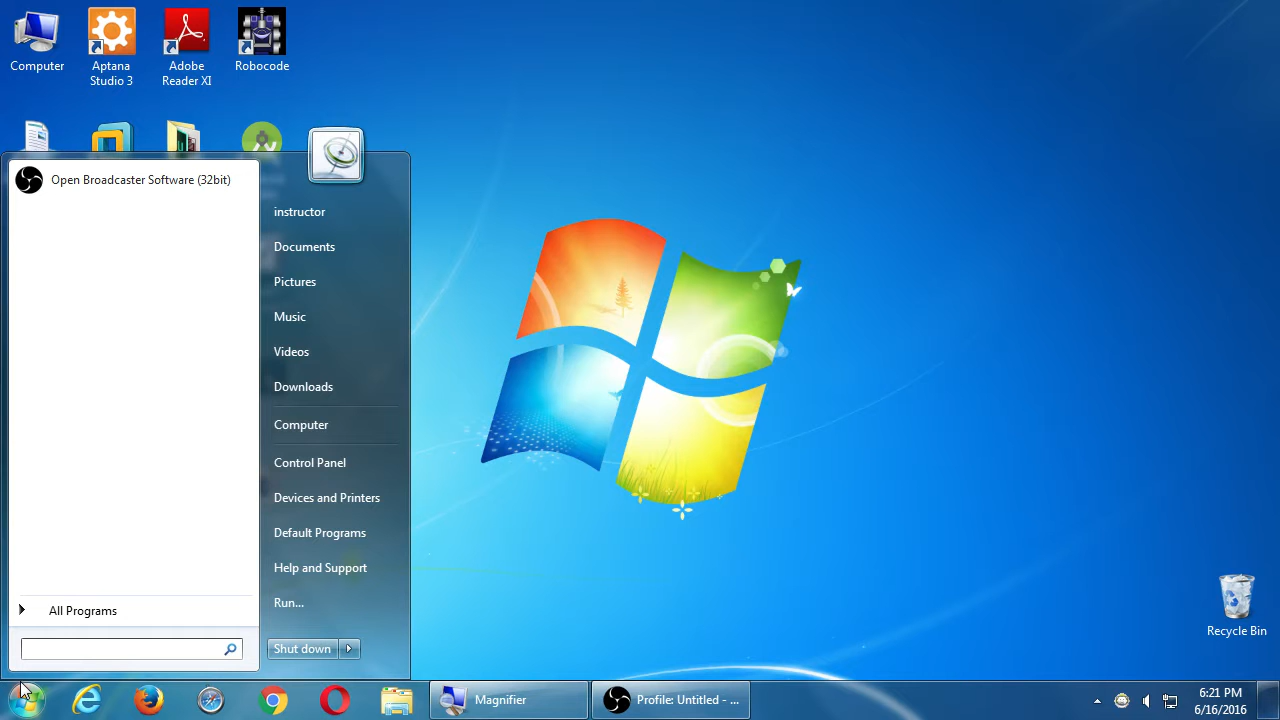 Computer
Aptana
Studio 3
Adobe
Reader XI
Robocode
Open Broadcaster Software (32bit)
instructor
Documents
Pictures
Music
Videos
Downloads
Computer
Control Panel
Devices and Printers
Default Programs
Help and Support
Run...
All Programs
Shut down
Magnifier
Profile: Untitled - ...
6:21 PM
6/16/2016
Recycle Bin